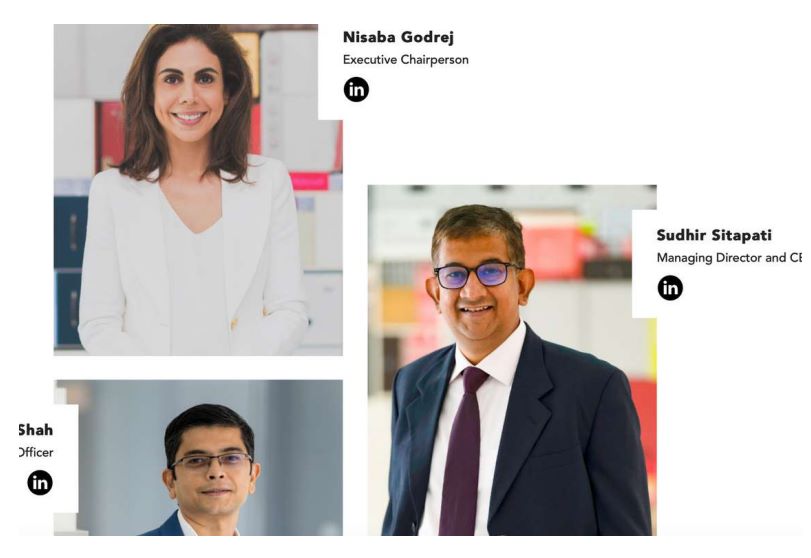 Nisaba Godrej
Executive Chairperson
in
Sudhir Sitapati
Managing Director and CE
in
Shah
Officer
in